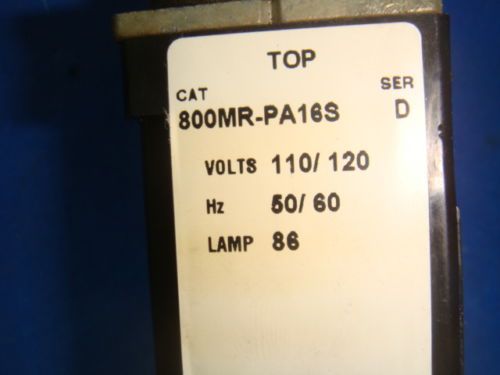 TOP
CAT SER
800MR-PA16S D
VOLTS 110/ 120
Hz 50/ 60
LAMP 86